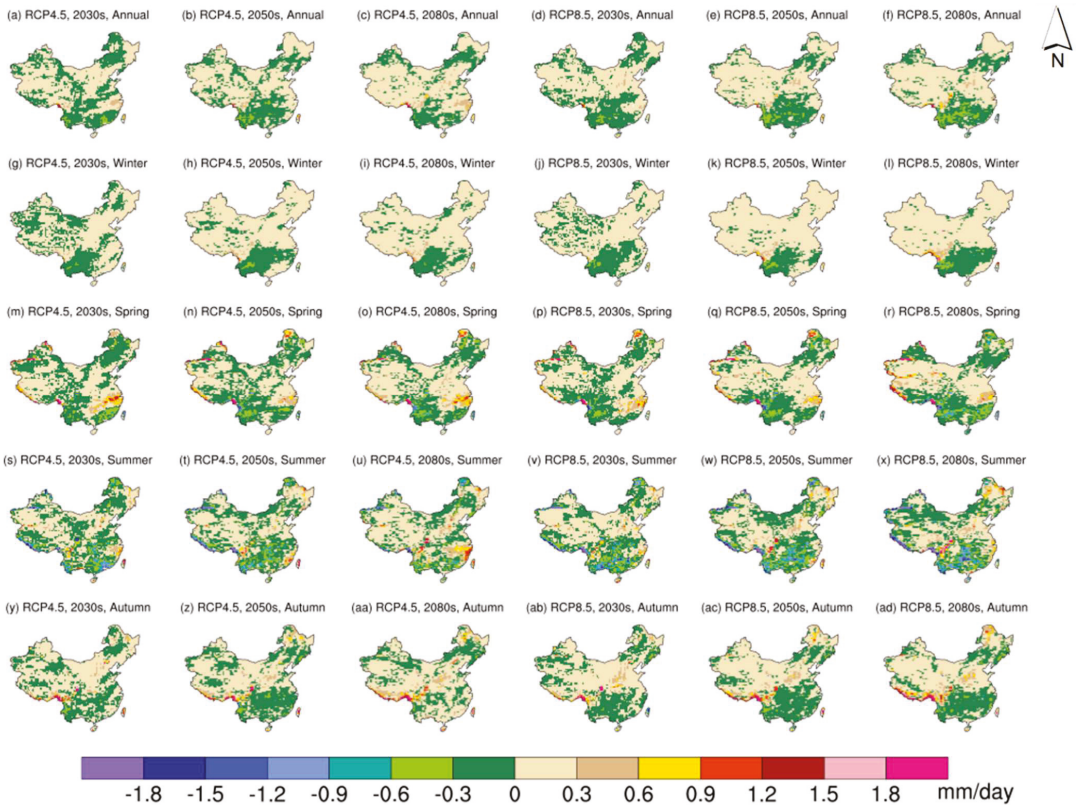 (a) RCP4.5, 2030s, Annual (b) RCP4.5, 2050s, Annual (c) RCP4.5, 2080s, Annual (d) RCP8.5, 2030s, Annual (e) RCP8.5, 2050s, Annual (f) RCP8.5, 2080s, Annual
N
(g) RCP4.5, 2030s, Winter (h) RCP4.5, 2050s, Winter (i) RCP4.5, 2080s, Winter (j) RCP8.5, 2030s, Winter (k) RCP8.5, 2050s, Winter (l) RCP8.5, 2080s, Winter
(m) RCP4.5, 2030s, Spring (n) RCP4.5, 2050s, Spring (o) RCP4.5, 2080s, Spring (p) RCP8.5, 2030s, Spring (q) RCP8.5, 2050s, Spring (r) RCP8.5, 2080s, Spring
(s) RCP4.5, 2030s, Summer (t) RCP4.5, 2050s, Summer (u) RCP4.5, 2080s, Summer (v) RCP8.5, 2030s, Summer (w) RCP8.5, 2050s, Summer (x) RCP8.5, 2080s, Summer
(y) RCP4.5, 2030s, Autumn (z) RCP4.5, 2050s, Autumn (aa) RCP4.5, 2080s, Autumn (ab) RCP8.5, 2030s, Autumn (ac) RCP8.5, 2050s, Autumn (ad) RCP8.5, 2080s, Autumn
-1.8 -1.5 -1.2 -0.9 -0.6 -0.3 0 0.3 0.6 0.9 1.2 1.5 1.8 mm/day